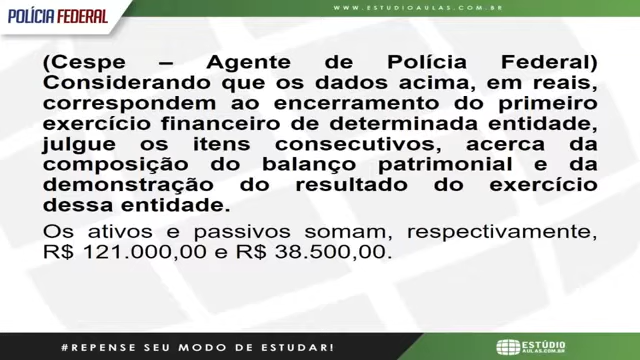 POLÍCIA FEDERAL
WWW.ESTUDIOAULAS.COM.BR
(Cespe – Agente de Polícia Federal)
Considerando que os dados acima, em reais,
correspondem ao encerramento do primeiro
exercício financeiro de determinada entidade,
julgue os itens consecutivos, acerca da
composição do balanço patrimonial e da
demonstração do resultado do exercício
dessa entidade.
Os ativos e passivos somam, respectivamente,
R$ 121.000,00 e R$ 38.500,00.
#REPENSE SEU MODO DE ESTUDAR!
ESTÚDIO
AULAS.COM.BR